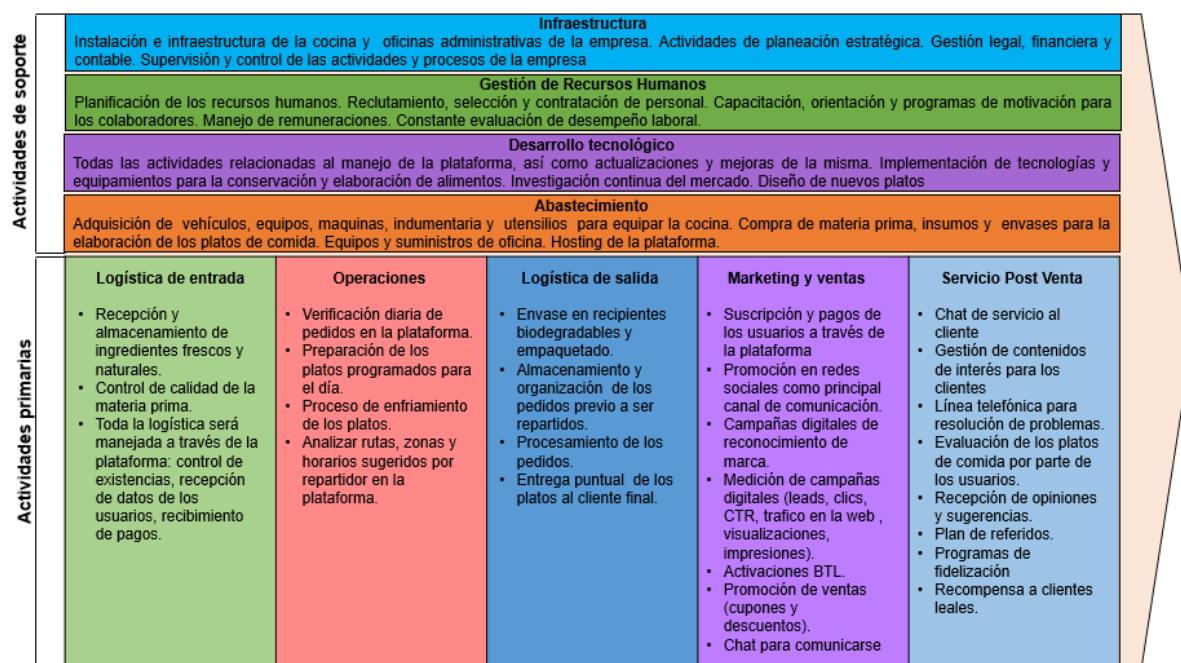 Actividades de soporte
Infraestructura
Instalación e infraestructura de la cocina y oficinas administrativas de la empresa. Actividades de planeación estratégica. Gestión legal, financiera y
contable. Supervisión y control de las actividades y procesos de la empresa
Gestión de Recursos Humanos
Planificación de los recursos humanos. Reclutamiento, selección y contratación de personal. Capacitación, orientación y programas de motivación para
los colaboradores. Manejo de remuneraciones. Constante evaluación de desempeño laboral.
Desarrollo tecnológico
Todas las actividades relacionadas al manejo de la plataforma, así como actualizaciones y mejoras de la misma. Implementación de tecnologías y
equipamientos para la conservación y elaboración de alimentos. Investigación continua del mercado. Diseño de nuevos platos
Abastecimiento
Adquisición de vehículos, equipos, maquinas, indumentaria y utensilios para equipar la cocina. Compra de materia prima, insumos y envases para la
elaboración de los platos de comida. Equipos y suministros de oficina. Hosting de la plataforma.
Actividades primarias
Logística de entrada
• Recepción y
almacenamiento de
ingredientes frescos y
naturales.
• Control de calidad de la
materia prima.
• Toda la logística será
manejada a través de la
plataforma: control de
existencias, recepción
de datos de los
usuarios, recibimiento
de pagos.
Operaciones
• Verificación diaria de
pedidos en la plataforma.
• Preparación de los
platos programados para
el día.
• Proceso de enfriamiento
de los platos.
• Analizar rutas, zonas y
horarios sugeridos por
repartidor en la
plataforma.
Logística de salida
• Envase en recipientes
biodegradables y
empaquetado.
• Almacenamiento y
organización de los
pedidos previo a ser
repartidos.
• Procesamiento de los
pedidos.
• Entrega puntual de los
platos al cliente final.
Marketing y ventas
• Suscripción y pagos de
los usuarios a través de
la plataforma
• Promoción en redes
sociales como principal
canal de comunicación.
• Campañas digitales de
reconocimiento de
marca.
• Medición de campañas
digitales (leads, clics,
CTR, trafico en la web ,
visualizaciones,
impresiones).
• Activaciones BTL.
• Promoción de ventas
(cupones y
descuentos).
• Chat para comunicarse
Servicio Post Venta
• Chat de servicio al
cliente
• Gestión de contenidos
de interés para los
clientes
• Línea telefónica para
resolución de problemas.
• Evaluación de los platos
de comida por parte de
los usuarios.
• Recepción de opiniones
y sugerencias.
• Plan de referidos.
• Programas de
fidelización
• Recompensa a clientes
leales.